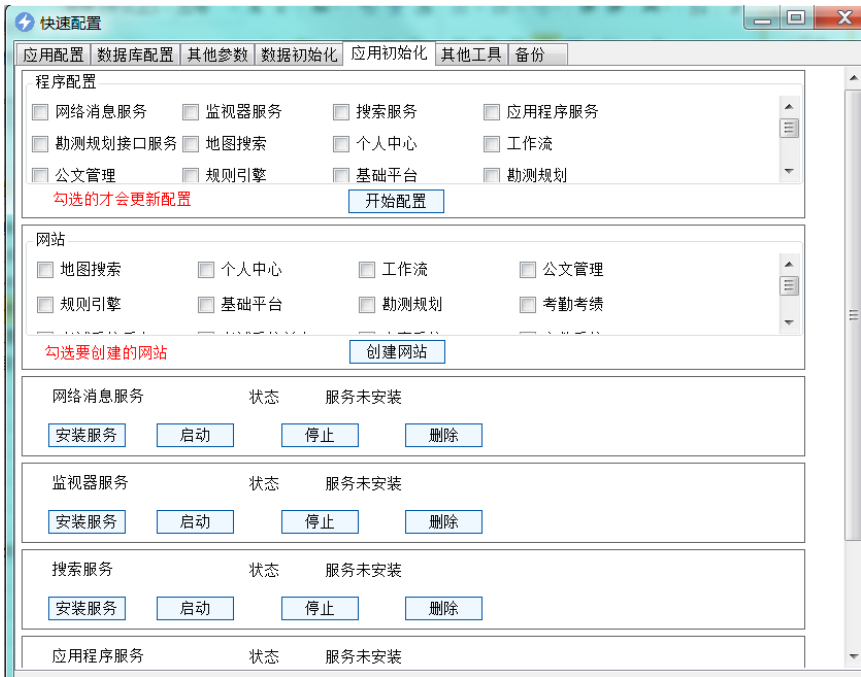 快速配置
应用配置 数据库配置 其他参数 数据初始化 应用初始化 其他工具 备份
程序配置
网络消息服务 监视器服务 搜索服务 应用程序服务
勘测规划接口服务 地图搜索 个人中心 工作流
公文管理 规则引擎 基础平台 勘测规划
勾选的才会更新配置 开始配置
网站
地图搜索 个人中心 工作流 公文管理
规则引擎 基础平台 勘测规划 考勤考绩
勾选要创建的网站 创建网站
网络消息服务 状态 服务未安装
安装服务 启动 停止 删除
监视器服务 状态 服务未安装
安装服务 启动 停止 删除
搜索服务 状态 服务未安装
安装服务 启动 停止 删除
应用程序服务 状态 服务未安装